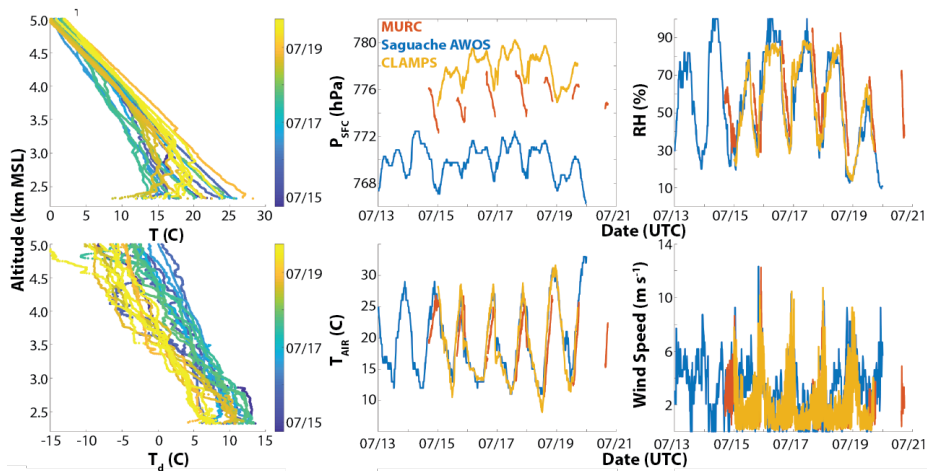 5.0
4.5
4.0
3.5
3.0
2.5
0 5 10 15 20 25 30
T (C)
07/19
07/17
07/15
Altitude (km MSL)
780
776
772
768
P_SFC (hPa)
MURC
Saguache AWOS
CLAMPS
07/13 07/15 07/17 07/19 07/21
Date (UTC)
90
70
50
30
10
RH (%)
07/13 07/15 07/17 07/19 07/21
Date (UTC)
5.0
4.5
4.0
3.5
3.0
2.5
-15 -10 -5 0 5 10 15
T_d (C)
07/19
07/17
07/15
30
25
20
15
10
T_AIR (C)
07/13 07/15 07/17 07/19 07/21
Date (UTC)
14
10
6
2
Wind Speed (m s⁻¹)
07/13 07/15 07/17 07/19 07/21
Date (UTC)